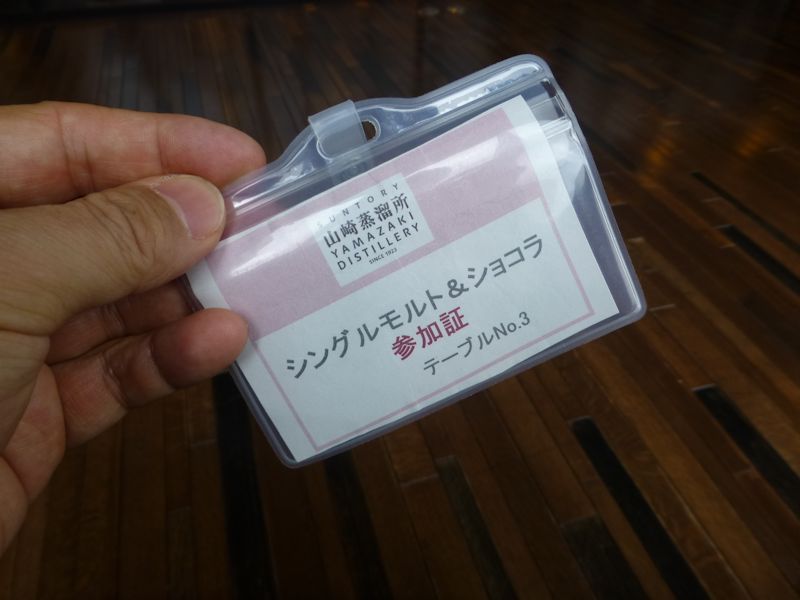 SUNTORY
山崎蒸溜所
YAMAZAKI
DISTILLERY
SINCE 1923
シングルモルト&ショコラ
参加証
テーブルNo.3